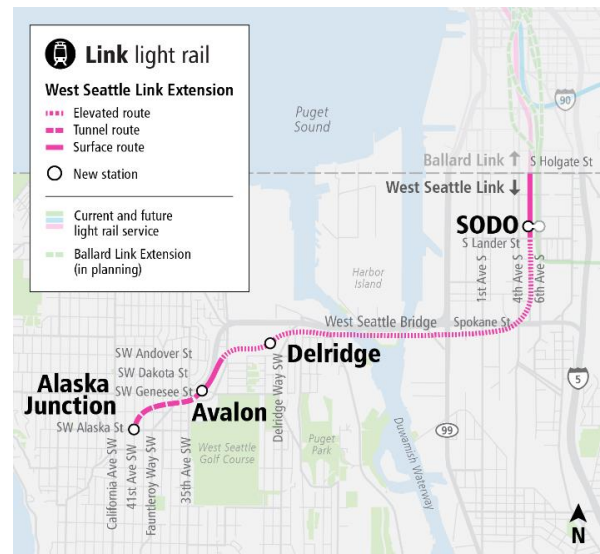 Link light rail
West Seattle Link Extension
Elevated route
Tunnel route
Surface route
New station
Current and future
light rail service
Ballard Link Extension
(in planning)
Puget
Sound
90
Ballard Link ↑
S Holgate St
West Seattle Link ↓
SODO
S Lander St
1st Ave S
4th Ave S
6th Ave S
Harbor
Island
West Seattle Bridge
Spokane St
SW Andover St
Delridge
SW Dakota St
Alaska
Junction
SW Genesee St
Avalon
Delridge Way SW
5
SW Alaska St
99
California Ave SW
41st Ave SW
Fauntleroy Way SW
35th Ave SW
West Seattle
Golf Course
Puget
Park
Duwamish Waterway
N